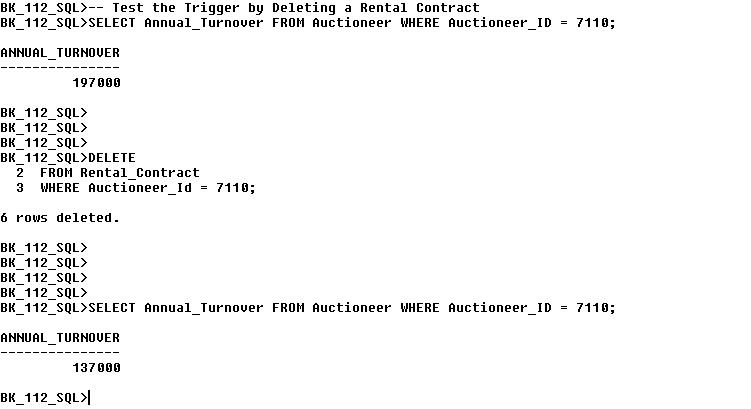 BK_112_SQL>-- Test the Trigger by Deleting a Rental Contract
BK_112_SQL>SELECT Annual_Turnover FROM Auctioneer WHERE Auctioneer_ID = 7110;
ANNUAL_TURNOVER
---------------
197000
BK_112_SQL>
BK_112_SQL>
BK_112_SQL>
BK_112_SQL>DELETE
2 FROM Rental_Contract
3 WHERE Auctioneer_Id = 7110;
6 rows deleted.
BK_112_SQL>
BK_112_SQL>
BK_112_SQL>
BK_112_SQL>
BK_112_SQL>SELECT Annual_Turnover FROM Auctioneer WHERE Auctioneer_ID = 7110;
ANNUAL_TURNOVER
---------------
137000
BK_112_SQL>